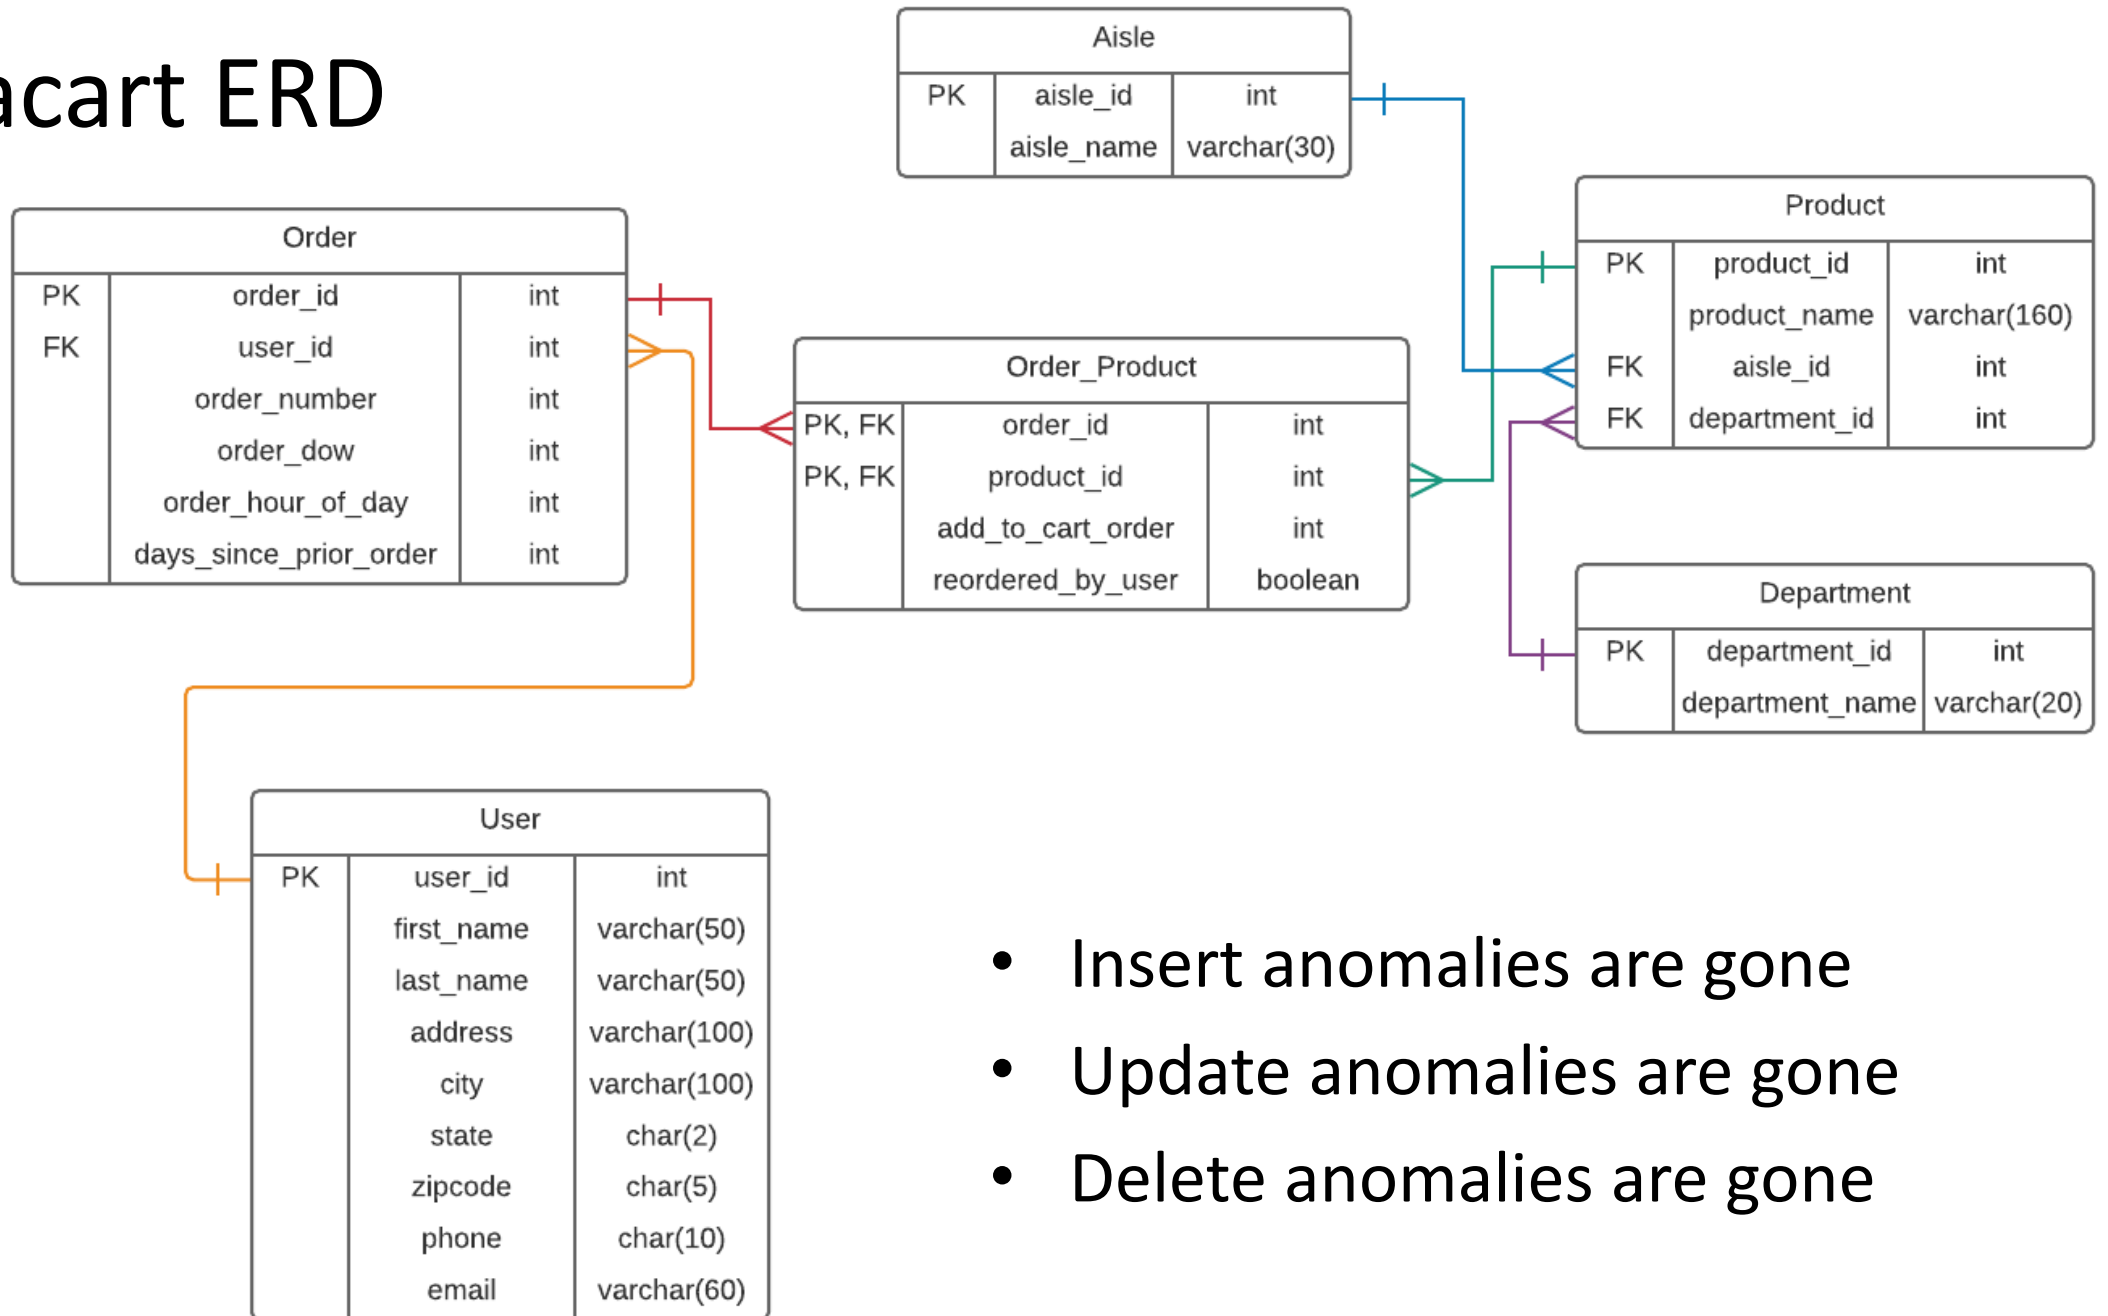 acart ERD
Aisle
PK aisle_id int
aisle_name varchar(30)
Order
PK order_id int
FK user_id int
order_number int
order_dow int
order_hour_of_day int
days_since_prior_order int
Order_Product
PK, FK order_id int
PK, FK product_id int
add_to_cart_order int
reordered_by_user boolean
Product
PK product_id int
product_name varchar(160)
FK aisle_id int
FK department_id int
Department
PK department_id int
department_name varchar(20)
User
PK user_id int
first_name varchar(50)
last_name varchar(50)
address varchar(100)
city varchar(100)
state char(2)
zipcode char(5)
phone char(10)
email varchar(60)
• Insert anomalies are gone
• Update anomalies are gone
• Delete anomalies are gone